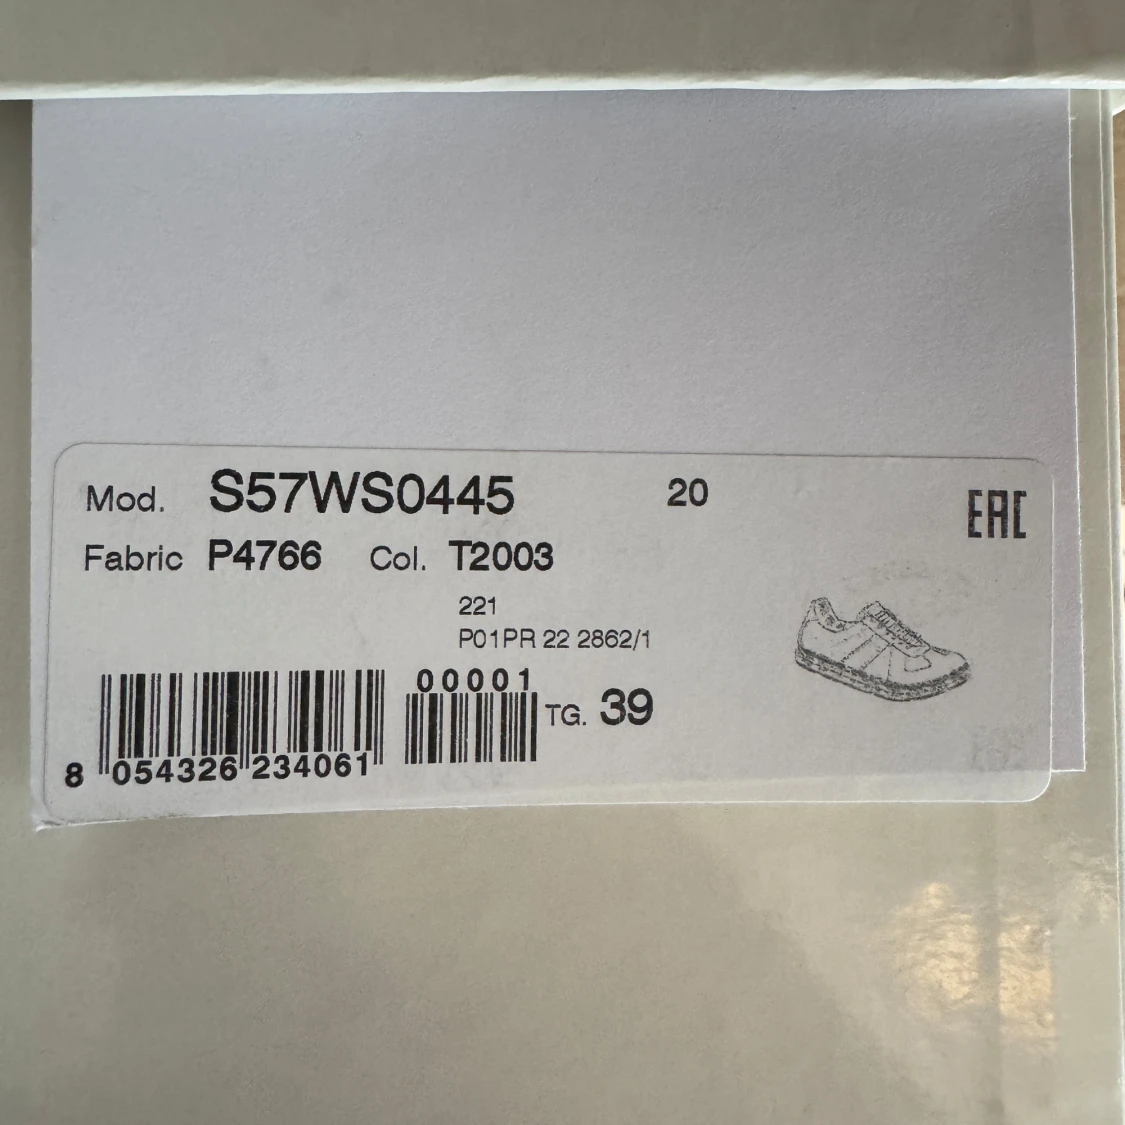 Mod. S57WS0445 20
EAC
Fabric P4766 Col. T2003
221
P01PR 22 2862/1
00001
TG. 39
8 054326 234061